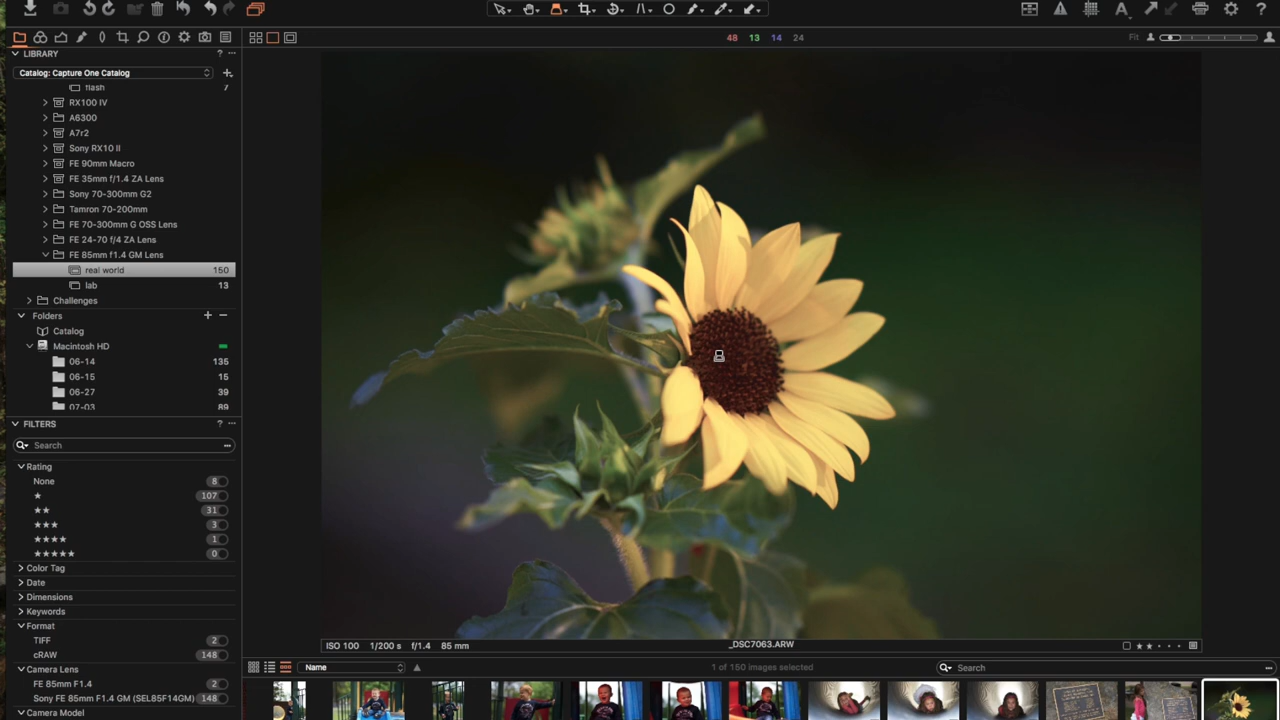 48 13 14 24
Fit
LIBRARY ? ...
Catalog: Capture One Catalog
flash 7
RX100 IV
A6300
A7r2
Sony RX10 II
FE 90mm Macro
FE 35mm f/1.4 ZA Lens
Sony 70-300mm G2
Tamron 70-200mm
FE 70-300mm G OSS Lens
FE 24-70 f/4 ZA Lens
FE 85mm f1.4 GM Lens
real world 150
lab 13
Challenges
Folders
Catalog
Macintosh HD
06-14 135
06-15 15
06-27 39
07-03 89
FILTERS ? ...
Search
Rating
None 8
★ 107
★★ 31
★★★ 3
★★★★ 1
★★★★★ 0
Color Tag
Date
Dimensions
Keywords
Format
TIFF 2
cRAW 148
Camera Lens
FE 85mm F1.4 2
Sony FE 85mm F1.4 GM (SEL85F14GM) 148
Camera Model
ISO 100 1/200 s f/1.4 85 mm _DSC7063.ARW ★★
Name 1 of 150 images selected Search